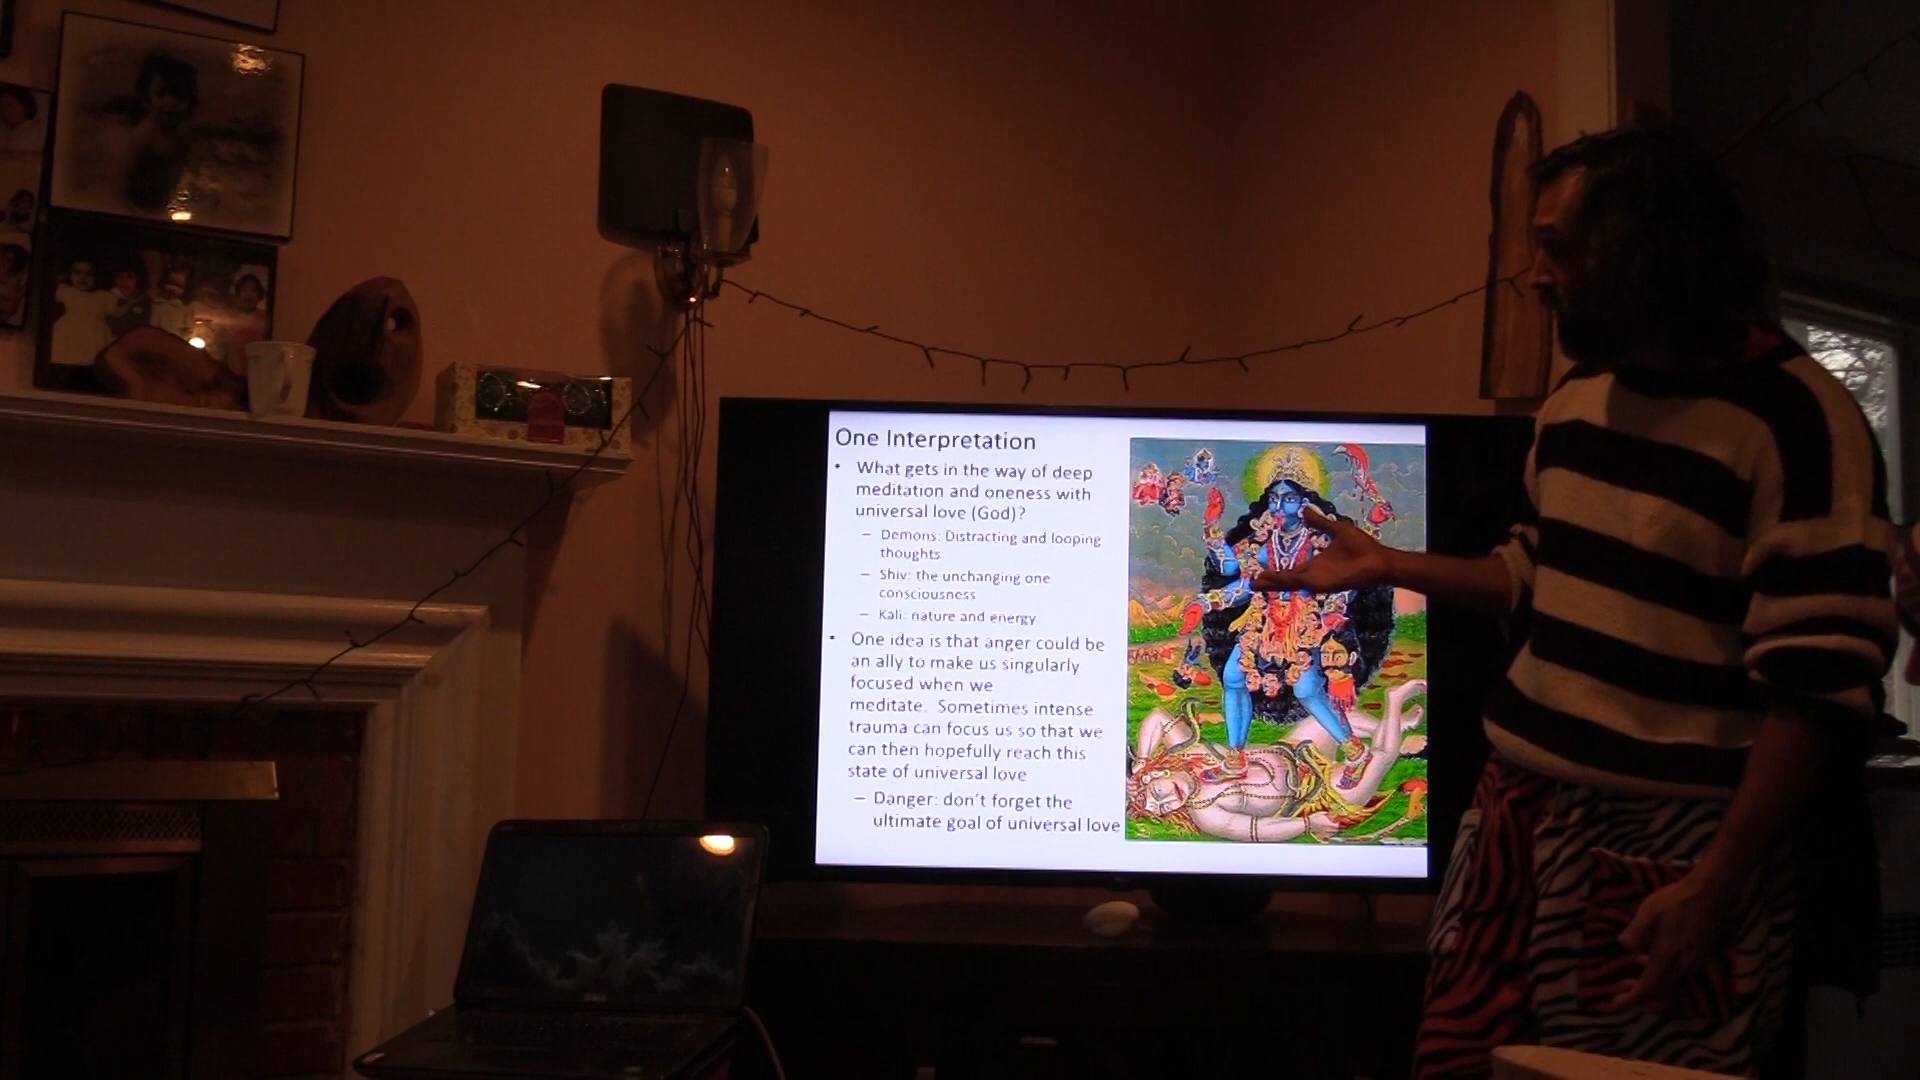 One Interpretation
• What gets in the way of deep
meditation and oneness with
universal love (God)?
– Demons: Distracting and looping
thoughts
– Shiv: the unchanging one
consciousness
– Kali: nature and energy
• One idea is that anger could be
an ally to make us singularly
focused when we
meditate. Sometimes intense
trauma can focus us so that we
can then hopefully reach this
state of universal love
– Danger: don't forget the
ultimate goal of universal love